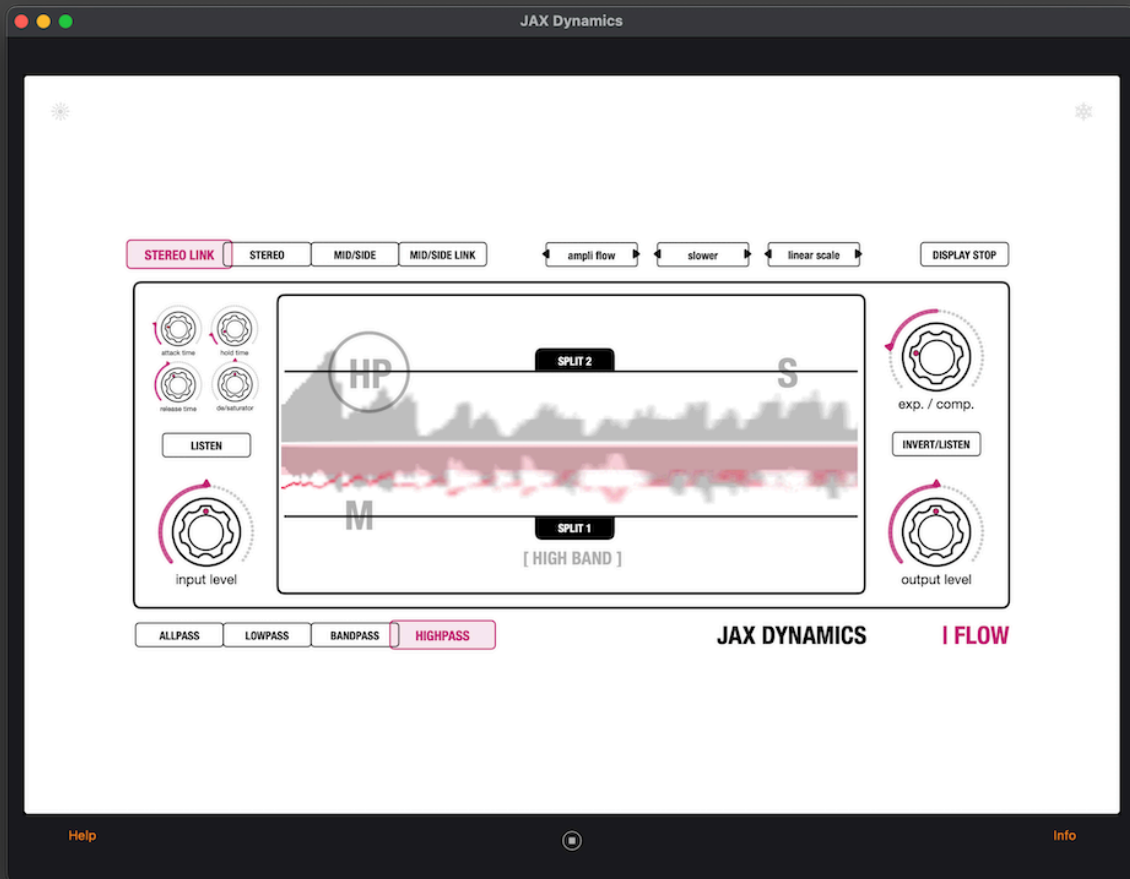 JAX Dynamics
STEREO LINK STEREO MID/SIDE MID/SIDE LINK ampli flow slower linear scale DISPLAY STOP
attack time hold time
release time de/saturator
LISTEN
input level
HP
S
SPLIT 2
M
SPLIT 1
[ HIGH BAND ]
exp. / comp.
INVERT/LISTEN
output level
ALLPASS LOWPASS BANDPASS HIGHPASS
JAX DYNAMICS I FLOW
Help Info